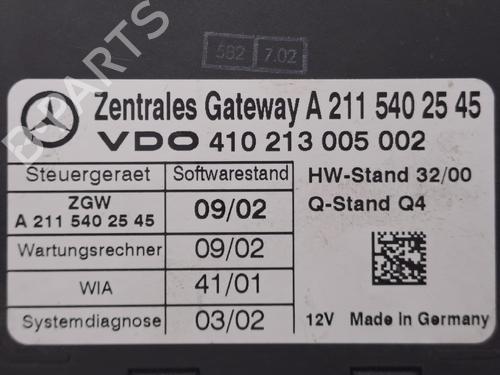 582 7.02
Zentrales Gateway A 211 540 25 45
VDO 410 213 005 002
Steuergeraet Softwarestand HW-Stand 32/00
ZGW
A 211 540 25 45 09/02 Q-Stand Q4
Wartungsrechner 09/02
WIA 41/01
Systemdiagnose 03/02 12V Made In Germany
B PARTS